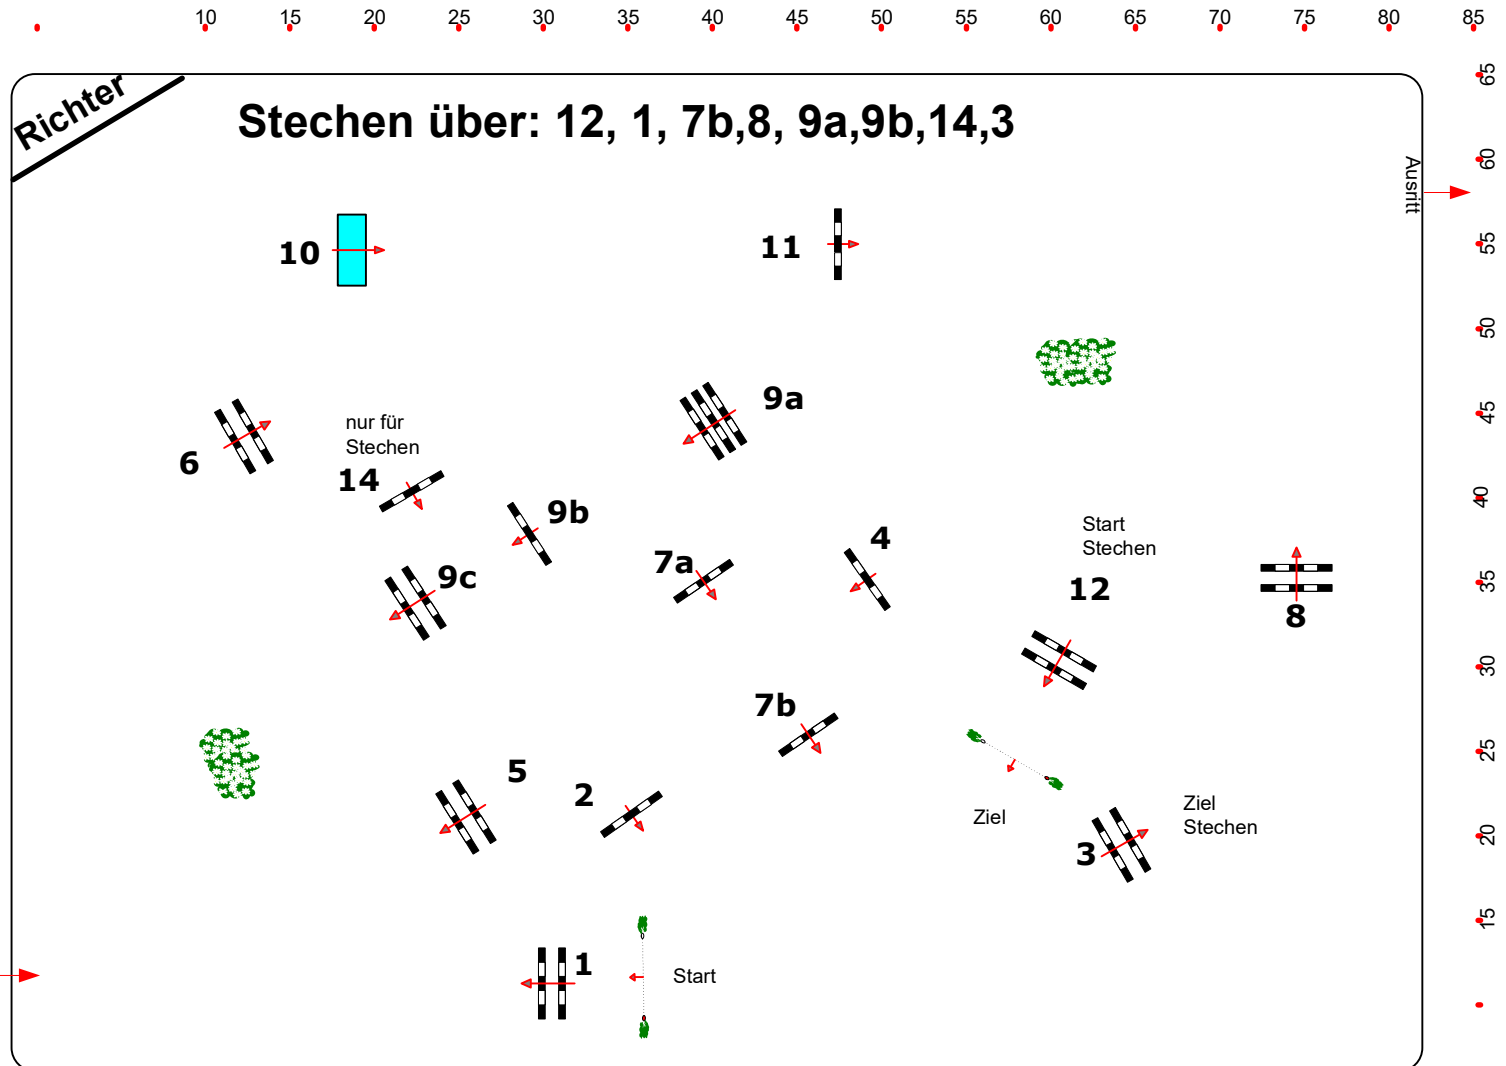 10 15 20 25 30 35 40 45 50 55 60 65 70 75 80 85
65
Richter
Stechen über: 12, 1, 7b,8, 9a,9b,14,3
60
Ausritt
10
11
55
50
9a
45
nur für
Stechen
6
14
40
9b
4
Start
Stechen
7a
9c
35
12
8
30
7b
25
5
2
Ziel
Ziel
Stechen
3
20
15
1
Start